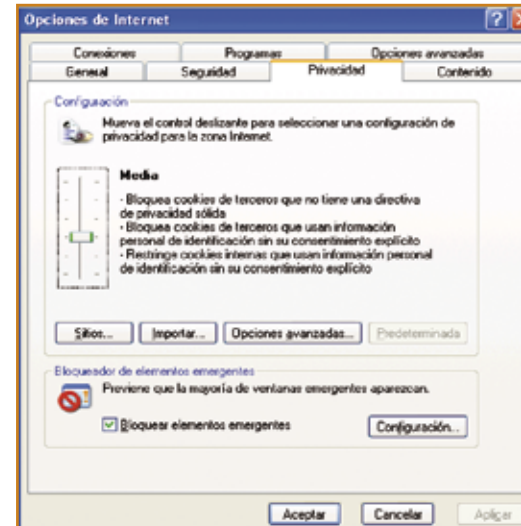 Opciones de Internet
Conexiones Programas Opciones avanzadas
General Seguridad Privacidad Contenido
Configuración
Mueva el control deslizante para seleccionar una configuración de
privacidad para la zona Internet.
Media
- Bloquea cookies de terceros que no tiene una directiva
de privacidad sólida
- Bloquea cookies de terceros que usan información
personal de identificación sin su consentimiento explícito
- Restringe cookies internas que usan información personal
de identificación sin su consentimiento explícito
Sitios... Importar... Opciones avanzadas... Predeterminada
Bloqueador de elementos emergentes
Previene que la mayoría de ventanas emergentes aparezcan.
Bloquear elementos emergentes Configuración...
Aceptar Cancelar Aplicar